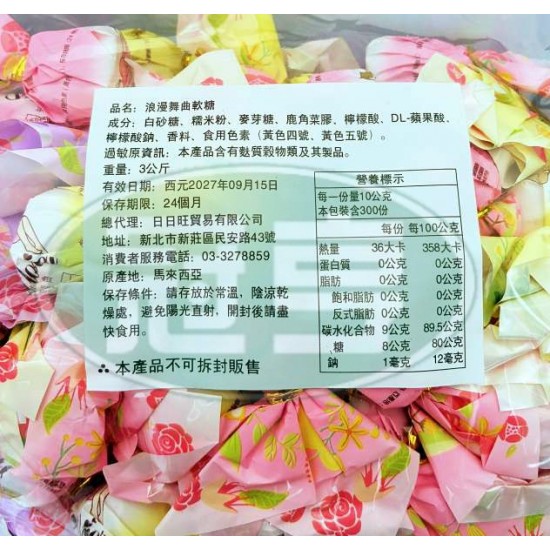 品名：浪漫舞曲軟糖
成分：白砂糖、糯米粉、麥芽糖、鹿角菜膠、檸檬酸、DL-蘋果酸、
檸檬酸鈉、香料、食用色素（黃色四號、黃色五號）。
過敏原資訊：本產品含有麩質穀物類及其製品。
重量：3公斤
有效日期：西元2027年09月15日
保存期限：24個月
總代理：日日旺貿易有限公司
地址：新北市新莊區民安路43號
消費者服務電話：03-3278859
原產地：馬來西亞
保存條件：請存放於常溫，陰涼乾
燥處，避免陽光直射，開封後請盡
快食用。
∴本產品不可拆封販售
營養標示
每一份量10公克
本包裝含300份
每份 每100公克
熱量 36大卡 358大卡
蛋白質 0公克 0公克
脂肪 0公克 0公克
飽和脂肪 0公克 0公克
反式脂肪 0公克 0公克
碳水化合物 9公克 89.5公克
糖 8公克 80公克
鈉 1毫克 12毫克